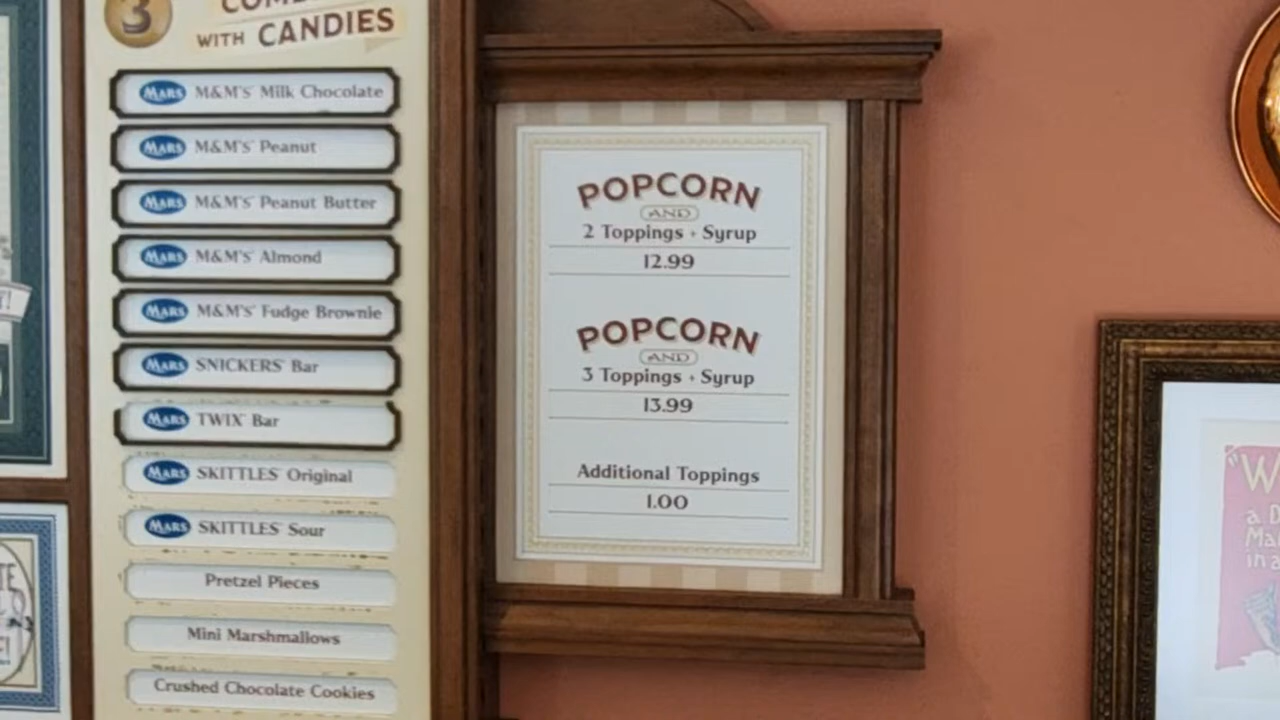 3
WITH CANDIES
MARS M&M'S Milk Chocolate
MARS M&M'S Peanut
MARS M&M'S Peanut Butter
MARS M&M'S Almond
MARS M&M'S Fudge Brownie
MARS SNICKERS Bar
MARS TWIX Bar
MARS SKITTLES Original
MARS SKITTLES Sour
Pretzel Pieces
Mini Marshmallows
Crushed Chocolate Cookies
POPCORN
AND
2 Toppings + Syrup
12.99
POPCORN
AND
3 Toppings + Syrup
13.99
Additional Toppings
1.00